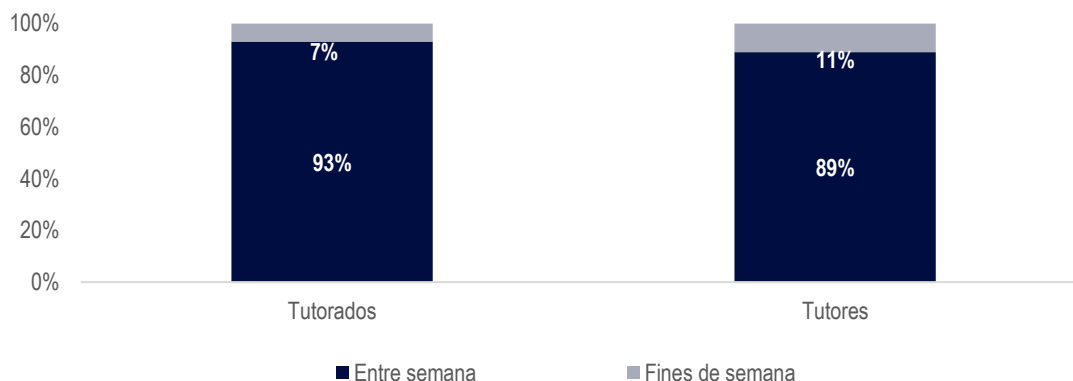 100%
80%
60%
40%
20%
0%
7%
93%
11%
89%
Tutorados
Tutores
Entre semana
Fines de semana